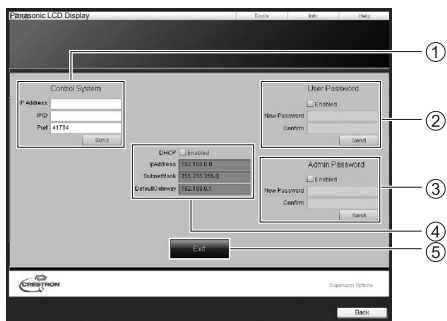 Panasonic LCD Display
Tools Info Help
①
Control System
IP Address
IPID
Port 41794
Send
User Password
Enabled
New Password
Confirm
Send
②
DHCP Enabled
IpAddress 192.168.0.8
SubnetMask 255.255.255.0
DefaultGateway 192.168.0.1
Admin Password
Enabled
New Password
Confirm
Send
③
④
Exit
⑤
CRESTRON
Expansion Options
Back